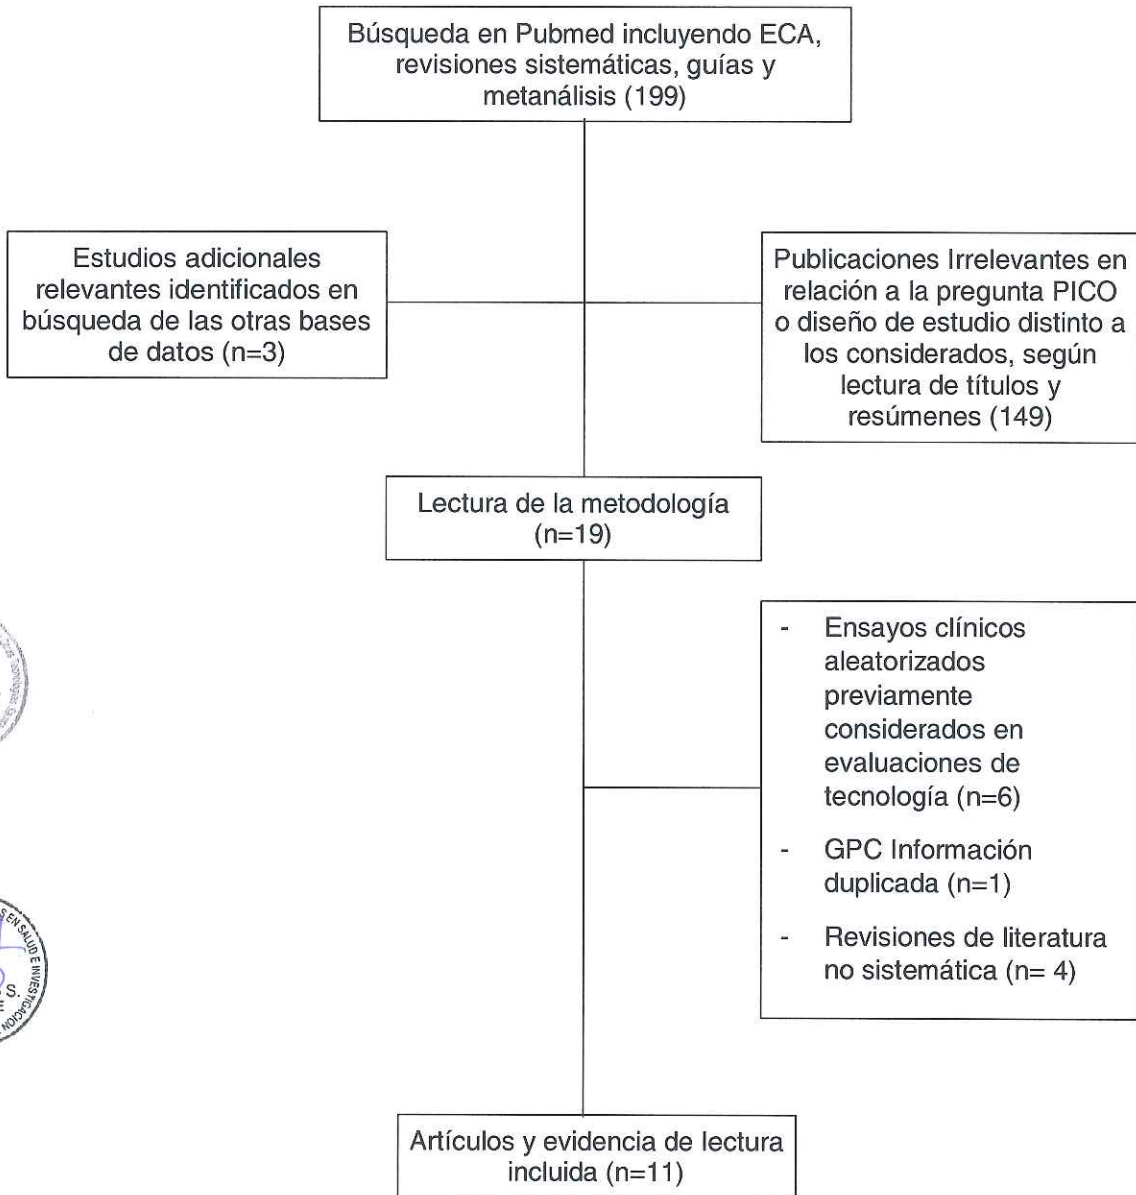 Búsqueda en Pubmed incluyendo ECA,
revisiones sistemáticas, guías y
metanálisis (199)
Estudios adicionales
relevantes identificados en
búsqueda de las otras bases
de datos (n=3)
Publicaciones Irrelevantes en
relación a la pregunta PICO
o diseño de estudio distinto a
los considerados, según
lectura de títulos y
resúmenes (149)
Lectura de la metodología
(n=19)
- Ensayos clínicos
aleatorizados
previamente
considerados en
evaluaciones de
tecnología (n=6)
- GPC Información
duplicada (n=1)
- Revisiones de literatura
no sistemática (n= 4)
EN SALUD E INVESTIGACION
S.
Artículos y evidencia de lectura
incluida (n=11)